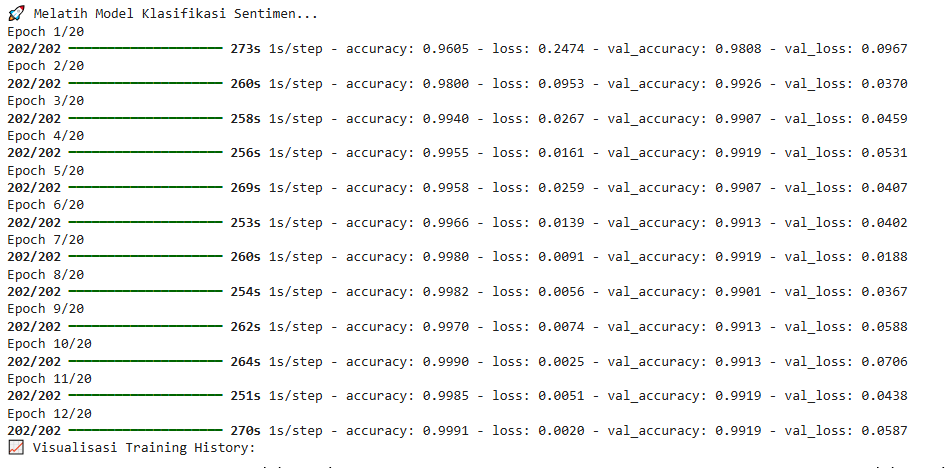 🚀 Melatih Model Klasifikasi Sentimen...
Epoch 1/20
202/202 ━━━━━━━━━━━━━━━━━━━━ 273s 1s/step - accuracy: 0.9605 - loss: 0.2474 - val_accuracy: 0.9808 - val_loss: 0.0967
Epoch 2/20
202/202 ━━━━━━━━━━━━━━━━━━━━ 260s 1s/step - accuracy: 0.9800 - loss: 0.0953 - val_accuracy: 0.9926 - val_loss: 0.0370
Epoch 3/20
202/202 ━━━━━━━━━━━━━━━━━━━━ 258s 1s/step - accuracy: 0.9940 - loss: 0.0267 - val_accuracy: 0.9907 - val_loss: 0.0459
Epoch 4/20
202/202 ━━━━━━━━━━━━━━━━━━━━ 256s 1s/step - accuracy: 0.9955 - loss: 0.0161 - val_accuracy: 0.9919 - val_loss: 0.0531
Epoch 5/20
202/202 ━━━━━━━━━━━━━━━━━━━━ 269s 1s/step - accuracy: 0.9958 - loss: 0.0259 - val_accuracy: 0.9907 - val_loss: 0.0407
Epoch 6/20
202/202 ━━━━━━━━━━━━━━━━━━━━ 253s 1s/step - accuracy: 0.9966 - loss: 0.0139 - val_accuracy: 0.9913 - val_loss: 0.0402
Epoch 7/20
202/202 ━━━━━━━━━━━━━━━━━━━━ 260s 1s/step - accuracy: 0.9980 - loss: 0.0091 - val_accuracy: 0.9919 - val_loss: 0.0188
Epoch 8/20
202/202 ━━━━━━━━━━━━━━━━━━━━ 254s 1s/step - accuracy: 0.9982 - loss: 0.0056 - val_accuracy: 0.9901 - val_loss: 0.0367
Epoch 9/20
202/202 ━━━━━━━━━━━━━━━━━━━━ 262s 1s/step - accuracy: 0.9970 - loss: 0.0074 - val_accuracy: 0.9913 - val_loss: 0.0588
Epoch 10/20
202/202 ━━━━━━━━━━━━━━━━━━━━ 264s 1s/step - accuracy: 0.9990 - loss: 0.0025 - val_accuracy: 0.9913 - val_loss: 0.0706
Epoch 11/20
202/202 ━━━━━━━━━━━━━━━━━━━━ 251s 1s/step - accuracy: 0.9985 - loss: 0.0051 - val_accuracy: 0.9919 - val_loss: 0.0438
Epoch 12/20
202/202 ━━━━━━━━━━━━━━━━━━━━ 270s 1s/step - accuracy: 0.9991 - loss: 0.0020 - val_accuracy: 0.9919 - val_loss: 0.0587
📈 Visualisasi Training History: